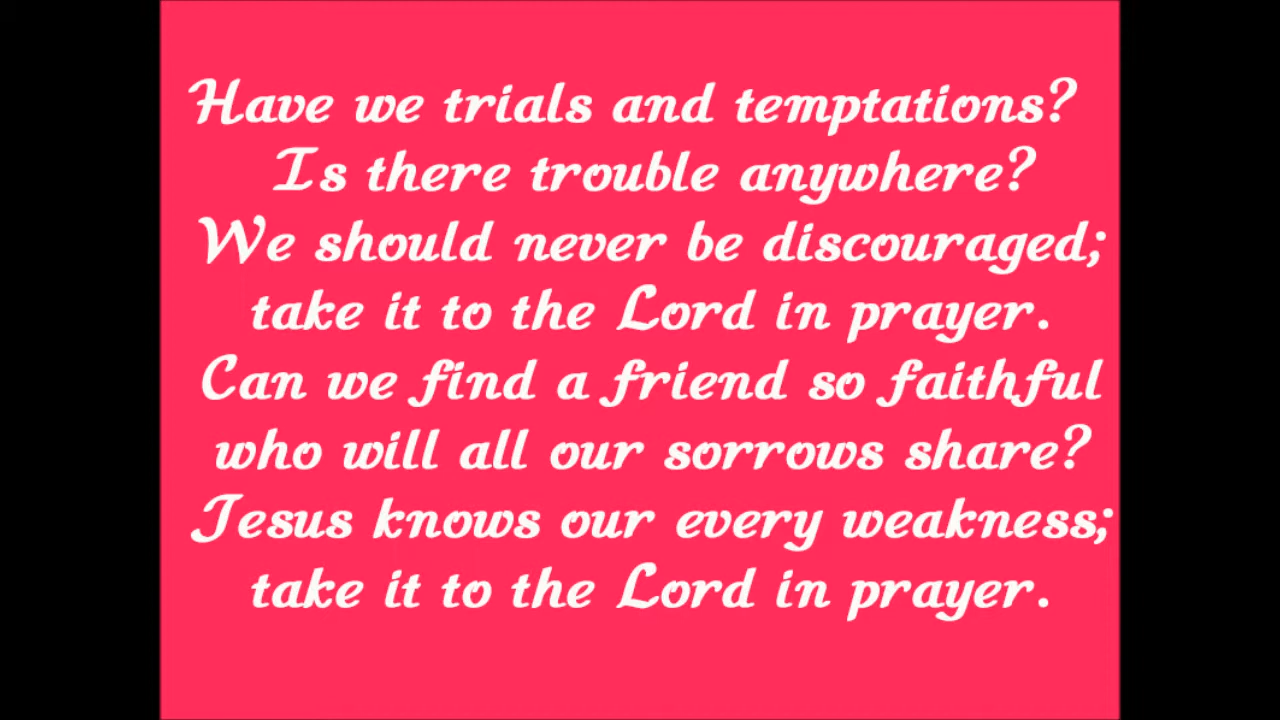 Have we trials and temptations?
Is there trouble anywhere?
We should never be discouraged;
take it to the Lord in prayer.
Can we find a friend so faithful
who will all our sorrows share?
Jesus knows our every weakness;
take it to the Lord in prayer.